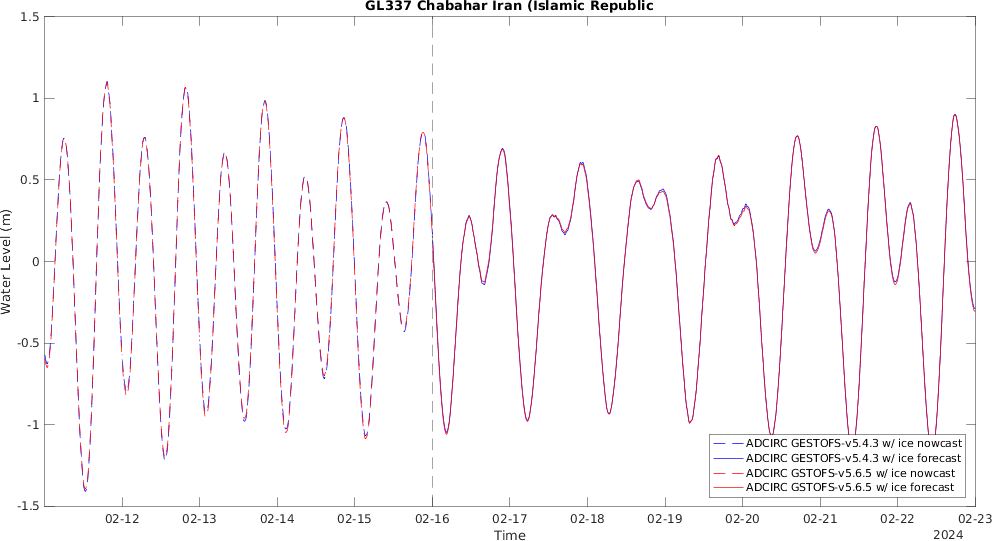 GL337 Chabahar Iran (Islamic Republic
1.5
1
0.5
0
-0.5
-1
-1.5
Water Level (m)
ADCIRC GESTOFS-v5.4.3 w/ ice nowcast
ADCIRC GESTOFS-v5.4.3 w/ ice forecast
ADCIRC GSTOFS-v5.6.5 w/ ice nowcast
ADCIRC GSTOFS-v5.6.5 w/ ice forecast
02-12 02-13 02-14 02-15 02-16 02-17 02-18 02-19 02-20 02-21 02-22 02-23
Time
2024